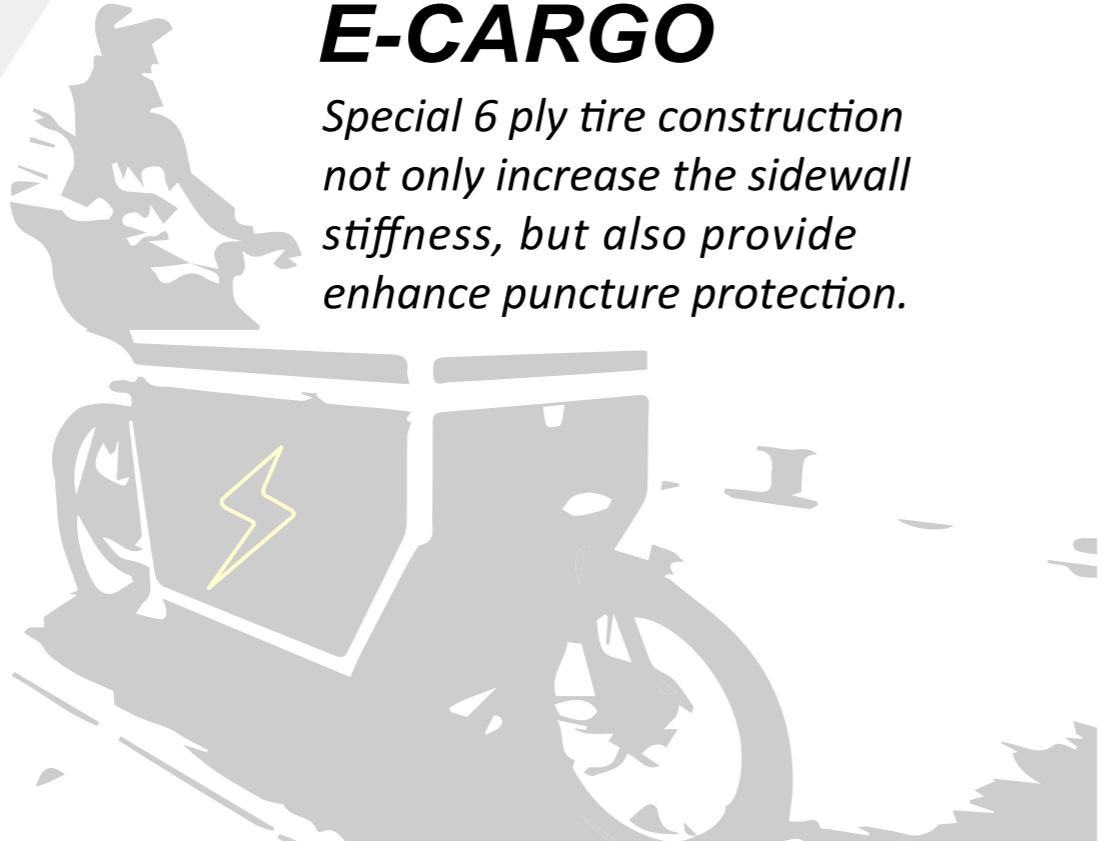 E-CARGO
Special 6 ply tire construction
not only increase the sidewall
stiffness, but also provide
enhance puncture protection.